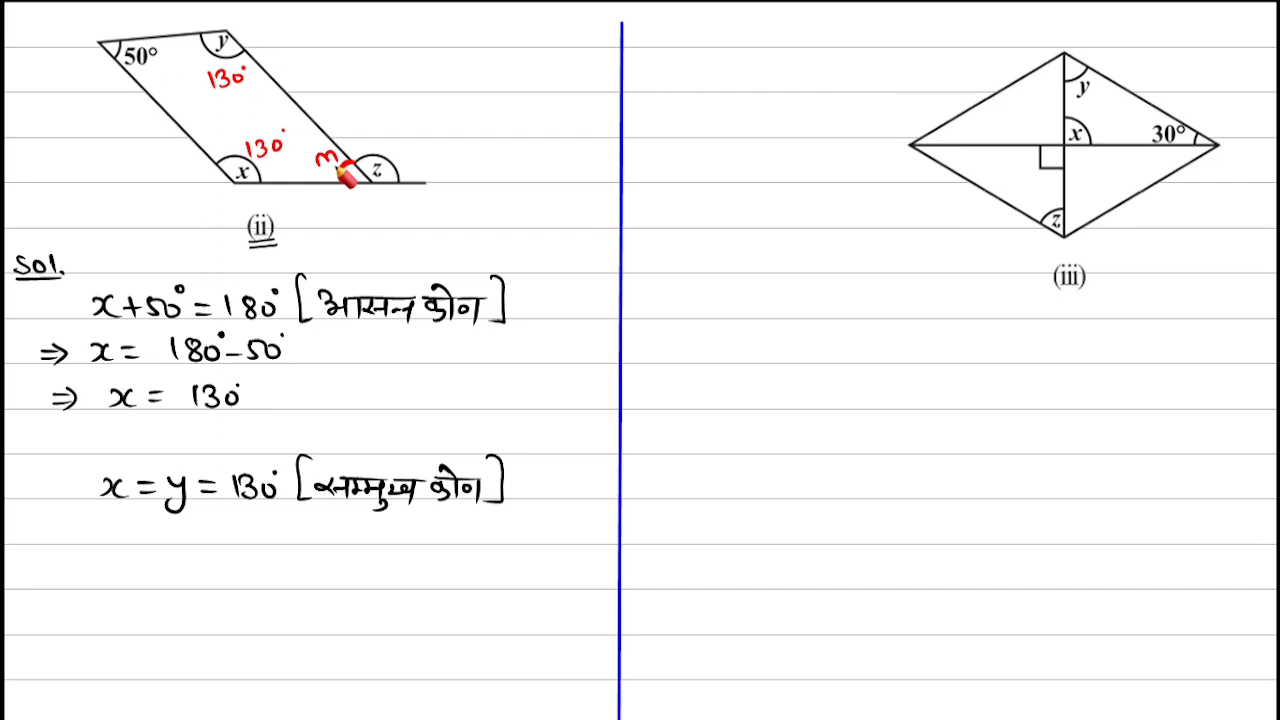 50°
y
130°
130°
x
m
z
(ii)
Sol.
x+50°=180° [आसन्न कोण]
⇒ x = 180°-50°
⇒ x = 130°
x = y = 130° [सम्मुख कोण]
y
x
30°
z
(iii)